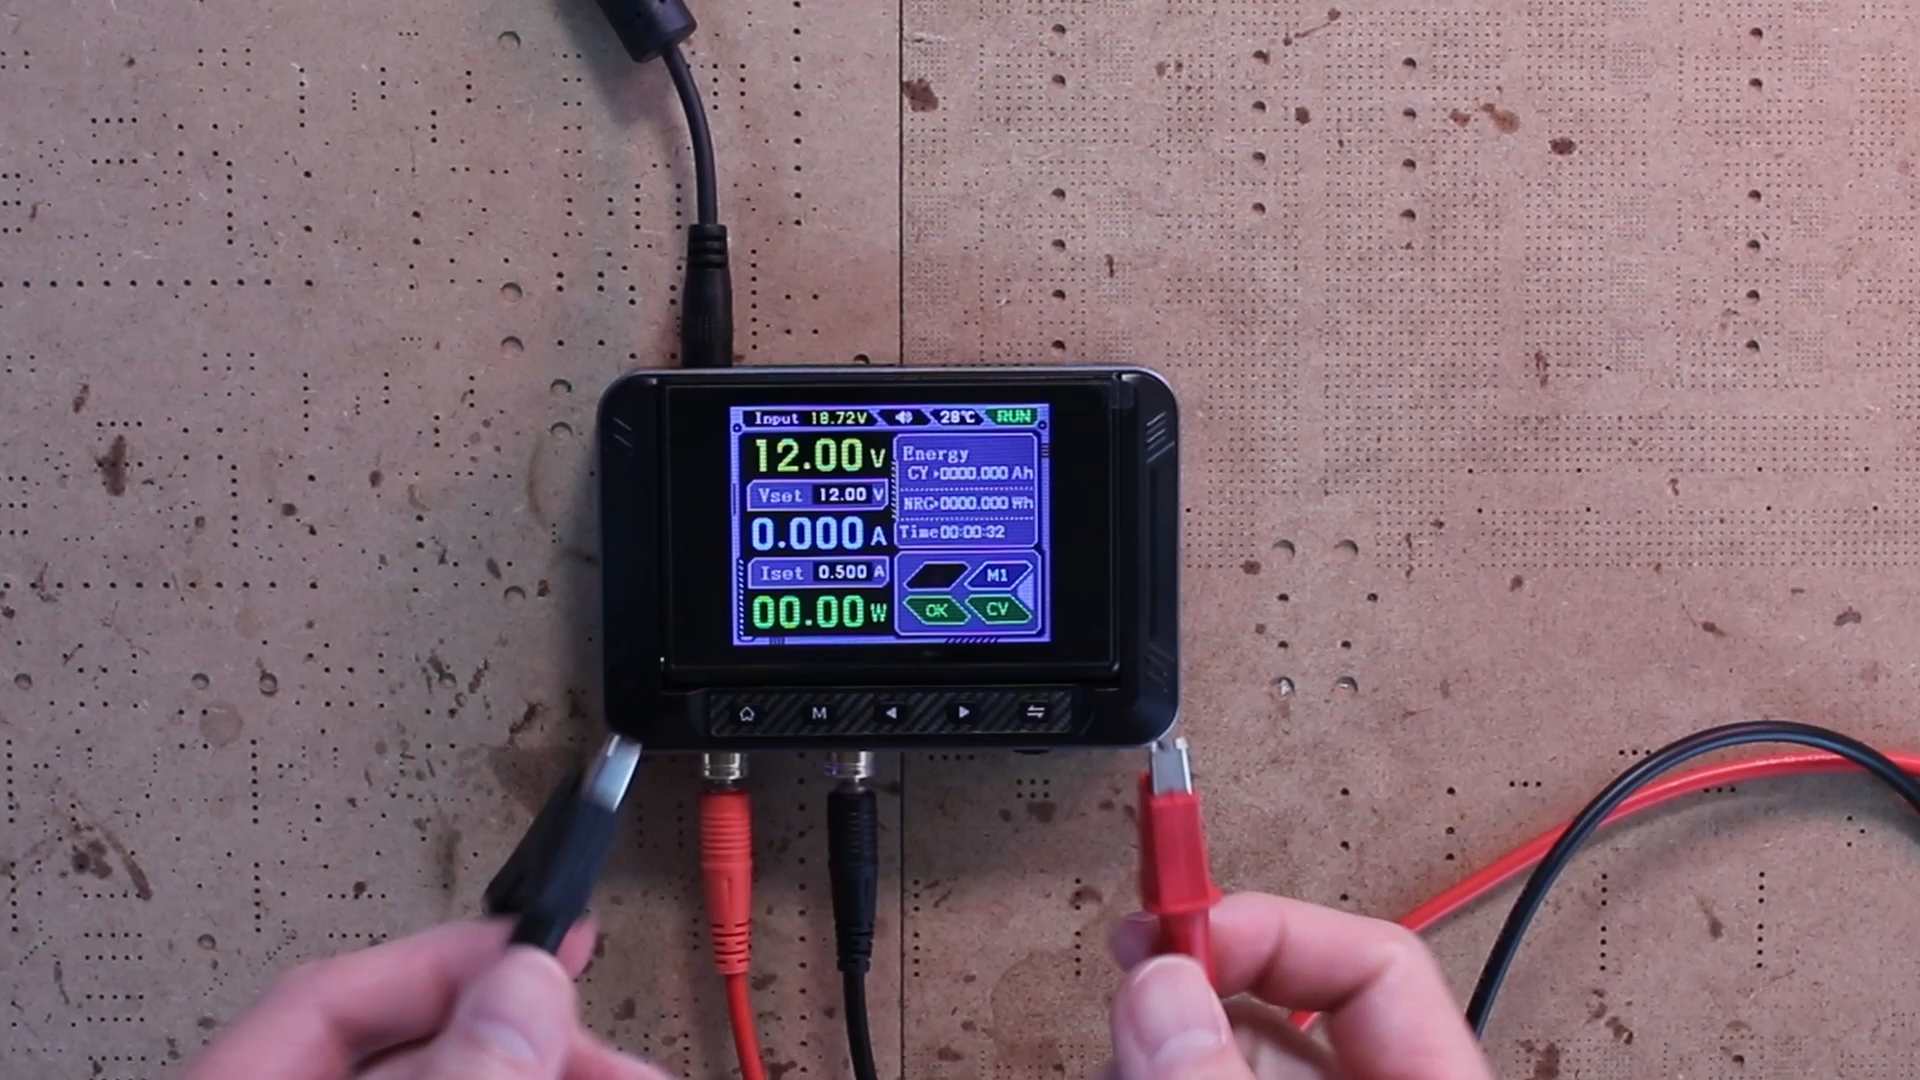 Input 18.72V 28℃ RUN
12.00 V
Vset 12.00 V
0.000 A
Iset 0.500 A
00.00 W
Energy
CY 0000.000 Ah
NRG 0000.000 Wh
Time 00:00:32
M1
OK CV
M